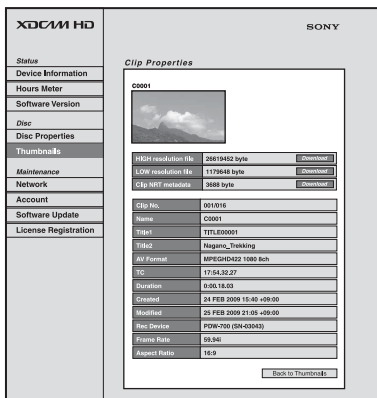 XDCAM HD
SONY
Status
Device Information
Hours Meter
Software Version
Disc
Disc Properties
Thumbnails
Maintenance
Network
Account
Software Update
License Registration
Clip Properties
C0001
HIGH resolution file 26619452 byte Download
LOW resolution file 1179648 byte Download
Clip NRT metadata 3688 byte Download
Clip No. 001/016
Name C0001
Title1 TITLE00001
Title2 Nagano_Trekking
AV Format MPEGHD422 1080 8ch
TC 17:54.32.27
Duration 0:00.18.03
Created 24 FEB 2009 15:40 +09:00
Modified 25 FEB 2009 21:05 +09:00
Rec Device PDW-700 (SN-03043)
Frame Rate 59.94i
Aspect Ratio 16:9
Back to Thumbnails